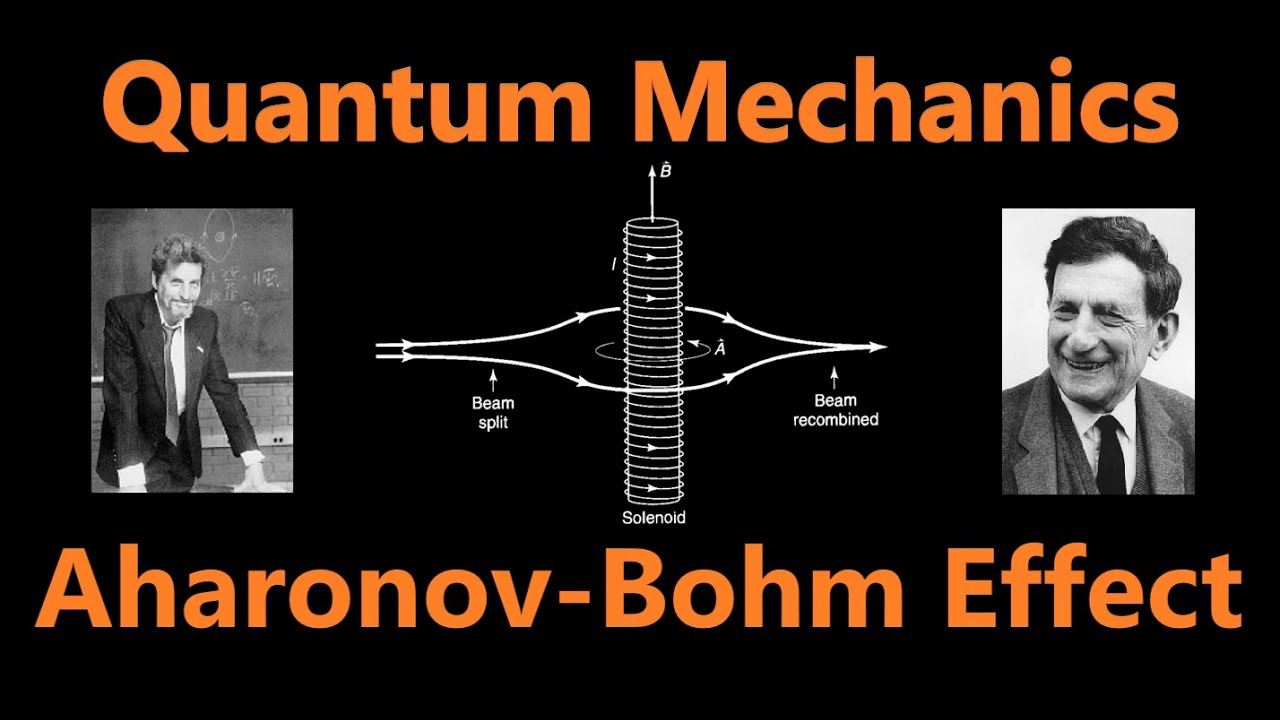 Quantum Mechanics
B
I
A
Beam
split
Beam
recombined
Solenoid
Aharonov-Bohm Effect